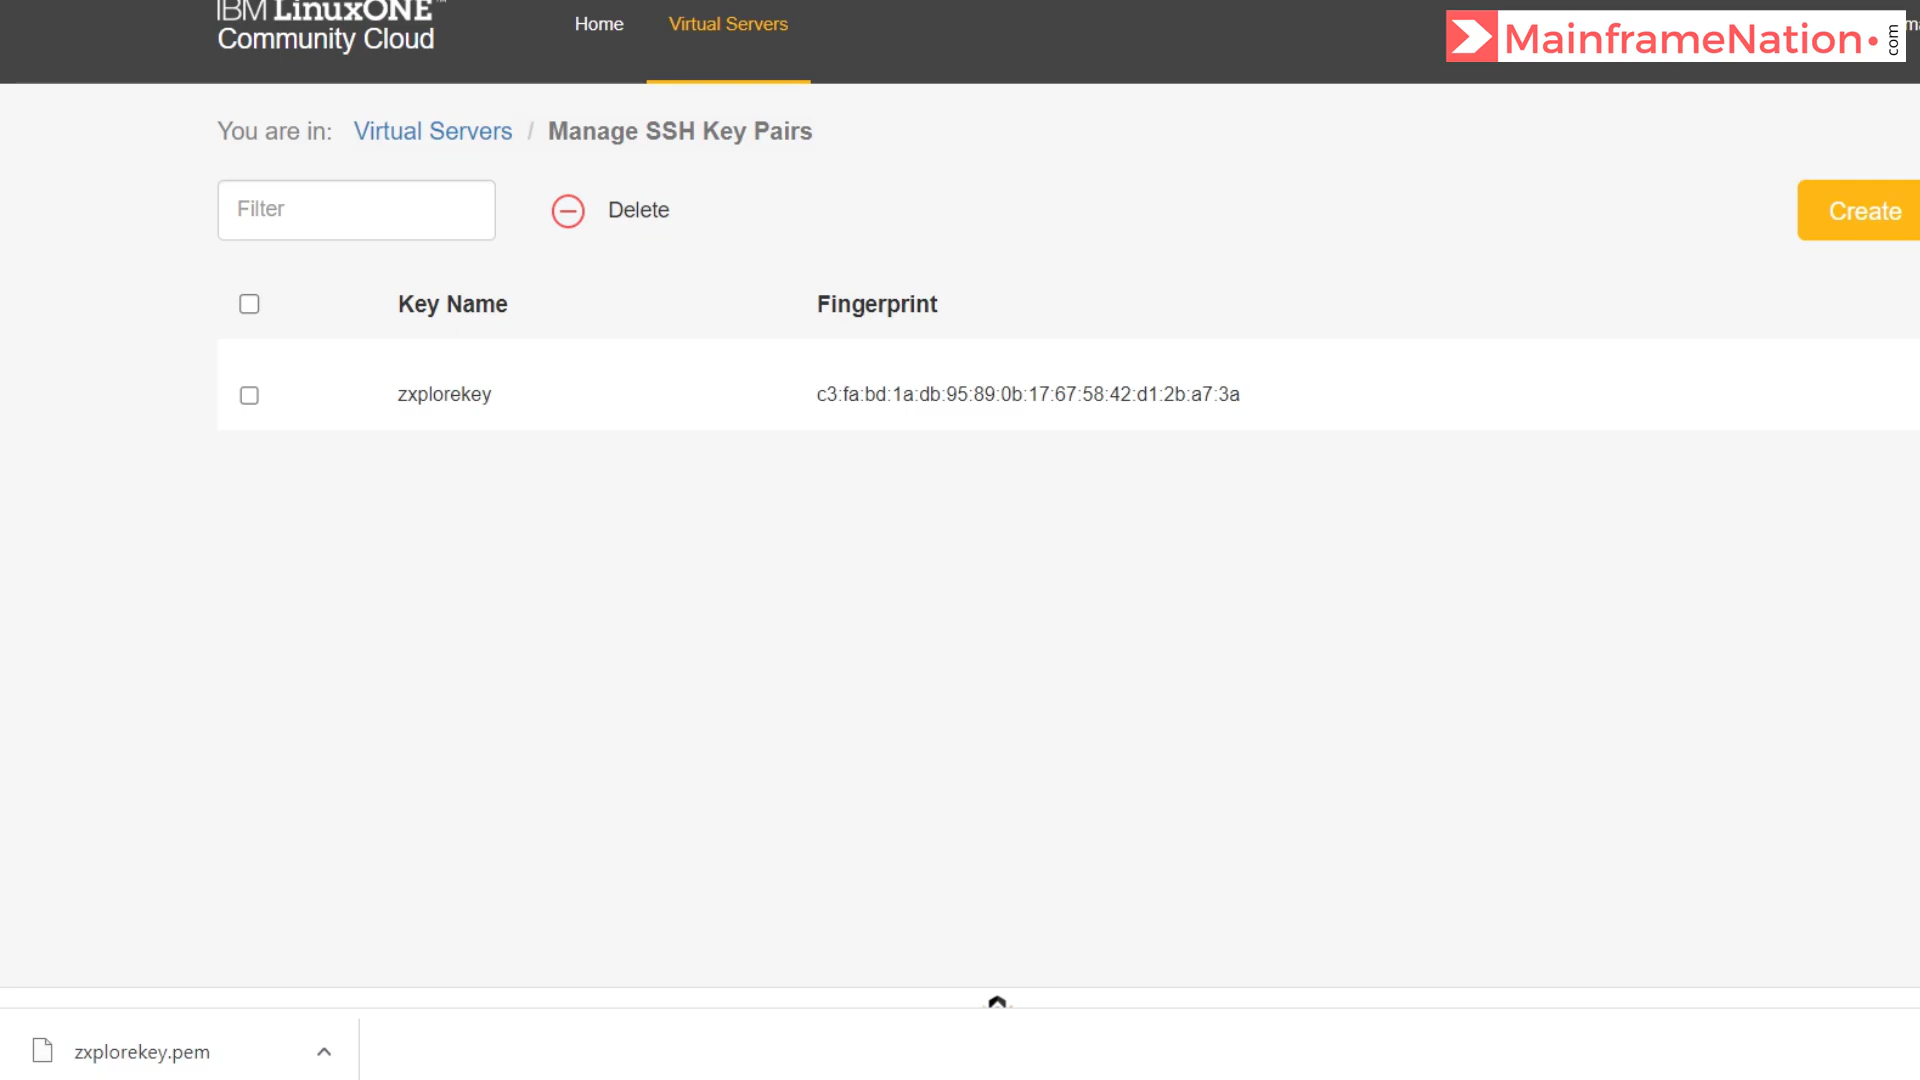 IBM LinuxONE™
Community Cloud
Home
Virtual Servers
MainframeNation.com
You are in: Virtual Servers / Manage SSH Key Pairs
Filter
Delete
Create
Key Name
Fingerprint
zxplorekey
c3:fa:bd:1a:db:95:89:0b:17:67:58:42:d1:2b:a7:3a
zxplorekey.pem